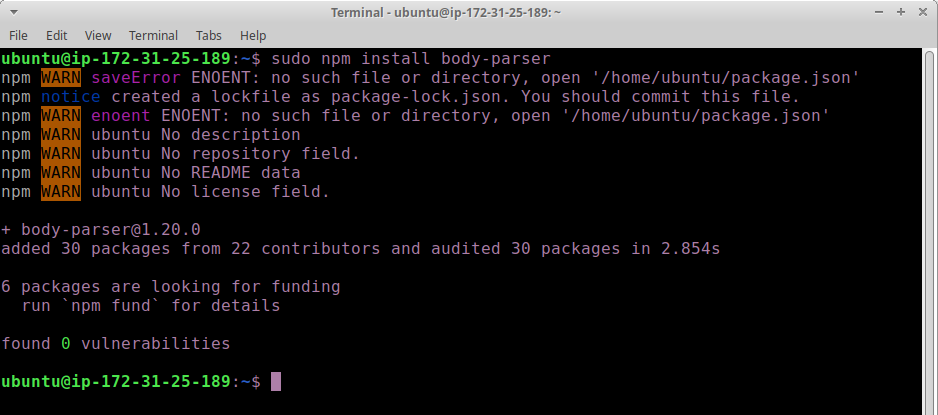 Terminal - ubuntu@ip-172-31-25-189: ~
File Edit View Terminal Tabs Help
ubuntu@ip-172-31-25-189:~$ sudo npm install body-parser
npm WARN saveError ENOENT: no such file or directory, open '/home/ubuntu/package.json'
npm notice created a lockfile as package-lock.json. You should commit this file.
npm WARN enoent ENOENT: no such file or directory, open '/home/ubuntu/package.json'
npm WARN ubuntu No description
npm WARN ubuntu No repository field.
npm WARN ubuntu No README data
npm WARN ubuntu No license field.
+ body-parser@1.20.0
added 30 packages from 22 contributors and audited 30 packages in 2.854s
6 packages are looking for funding
run `npm fund` for details
found 0 vulnerabilities
ubuntu@ip-172-31-25-189:~$